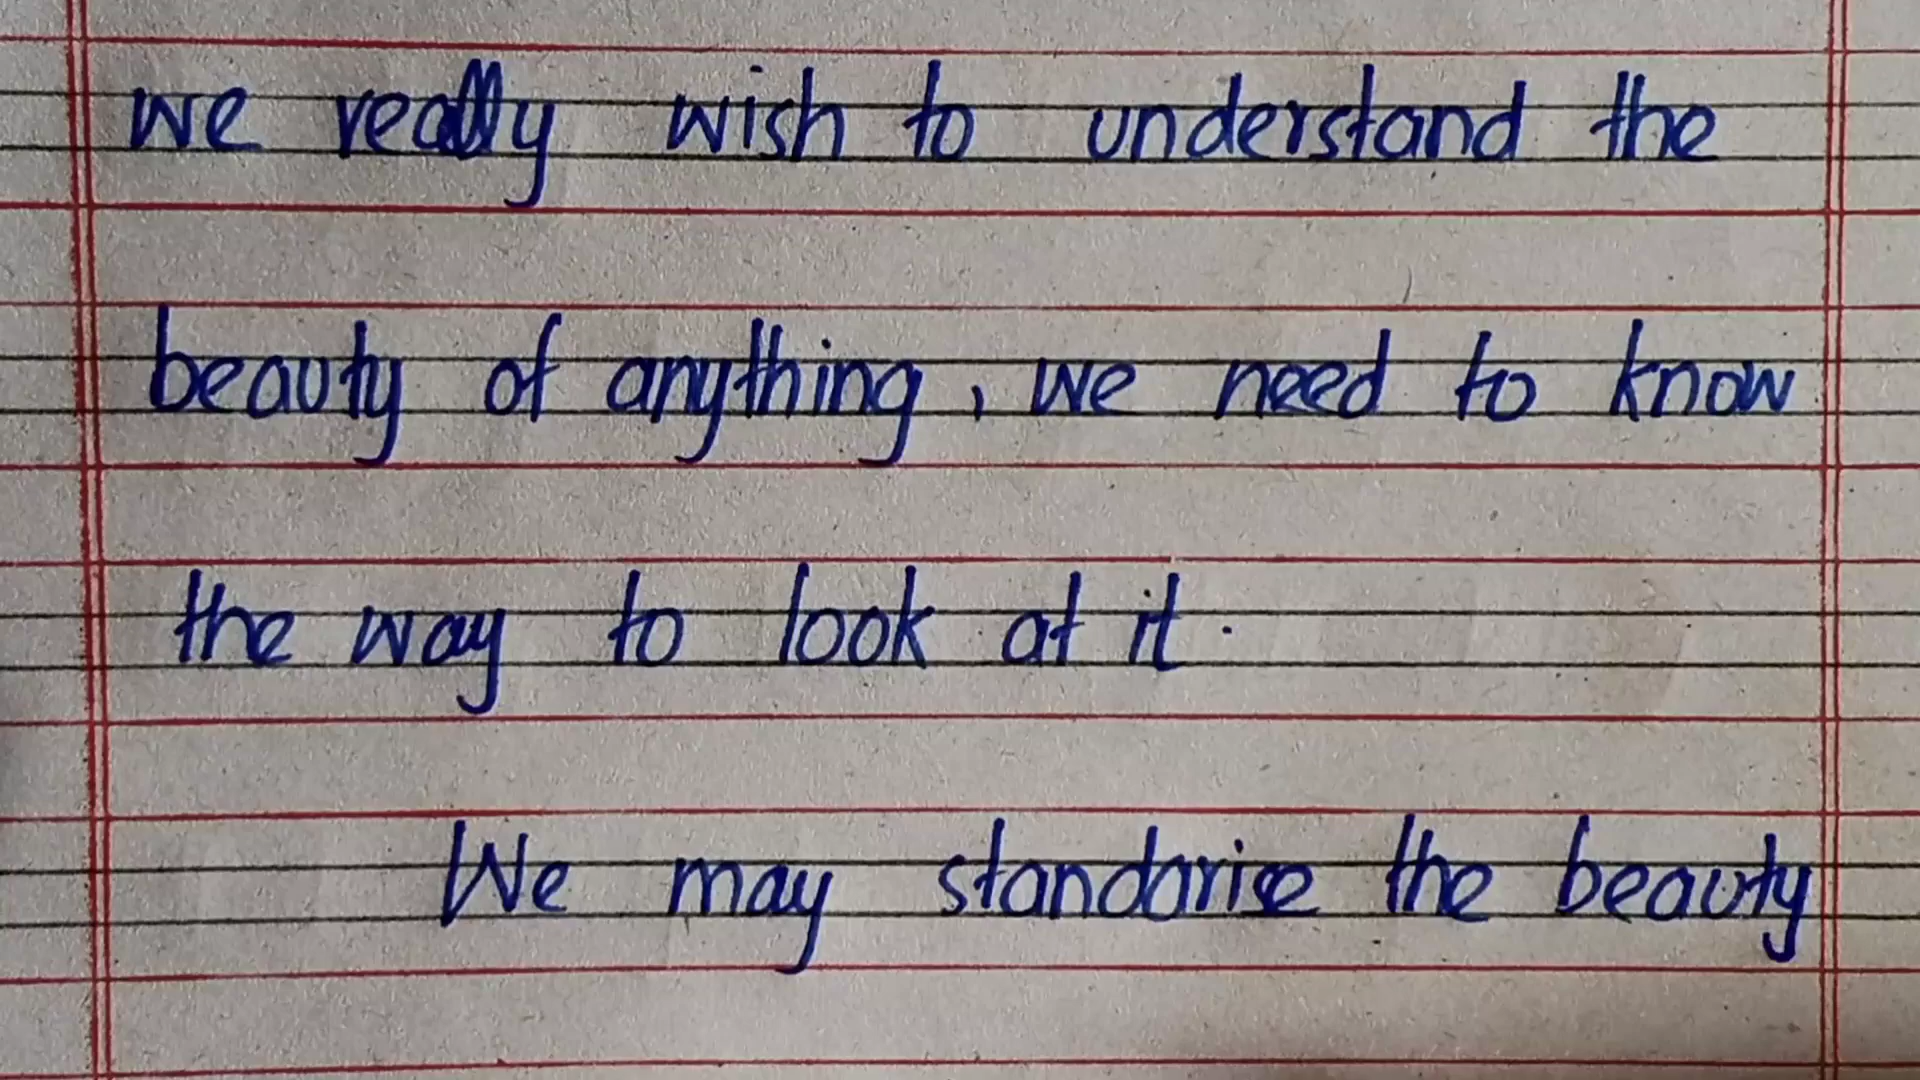 we really wish to understand the
beauty of anything, we need to know
the way to look at it.
We may standarise the beauty